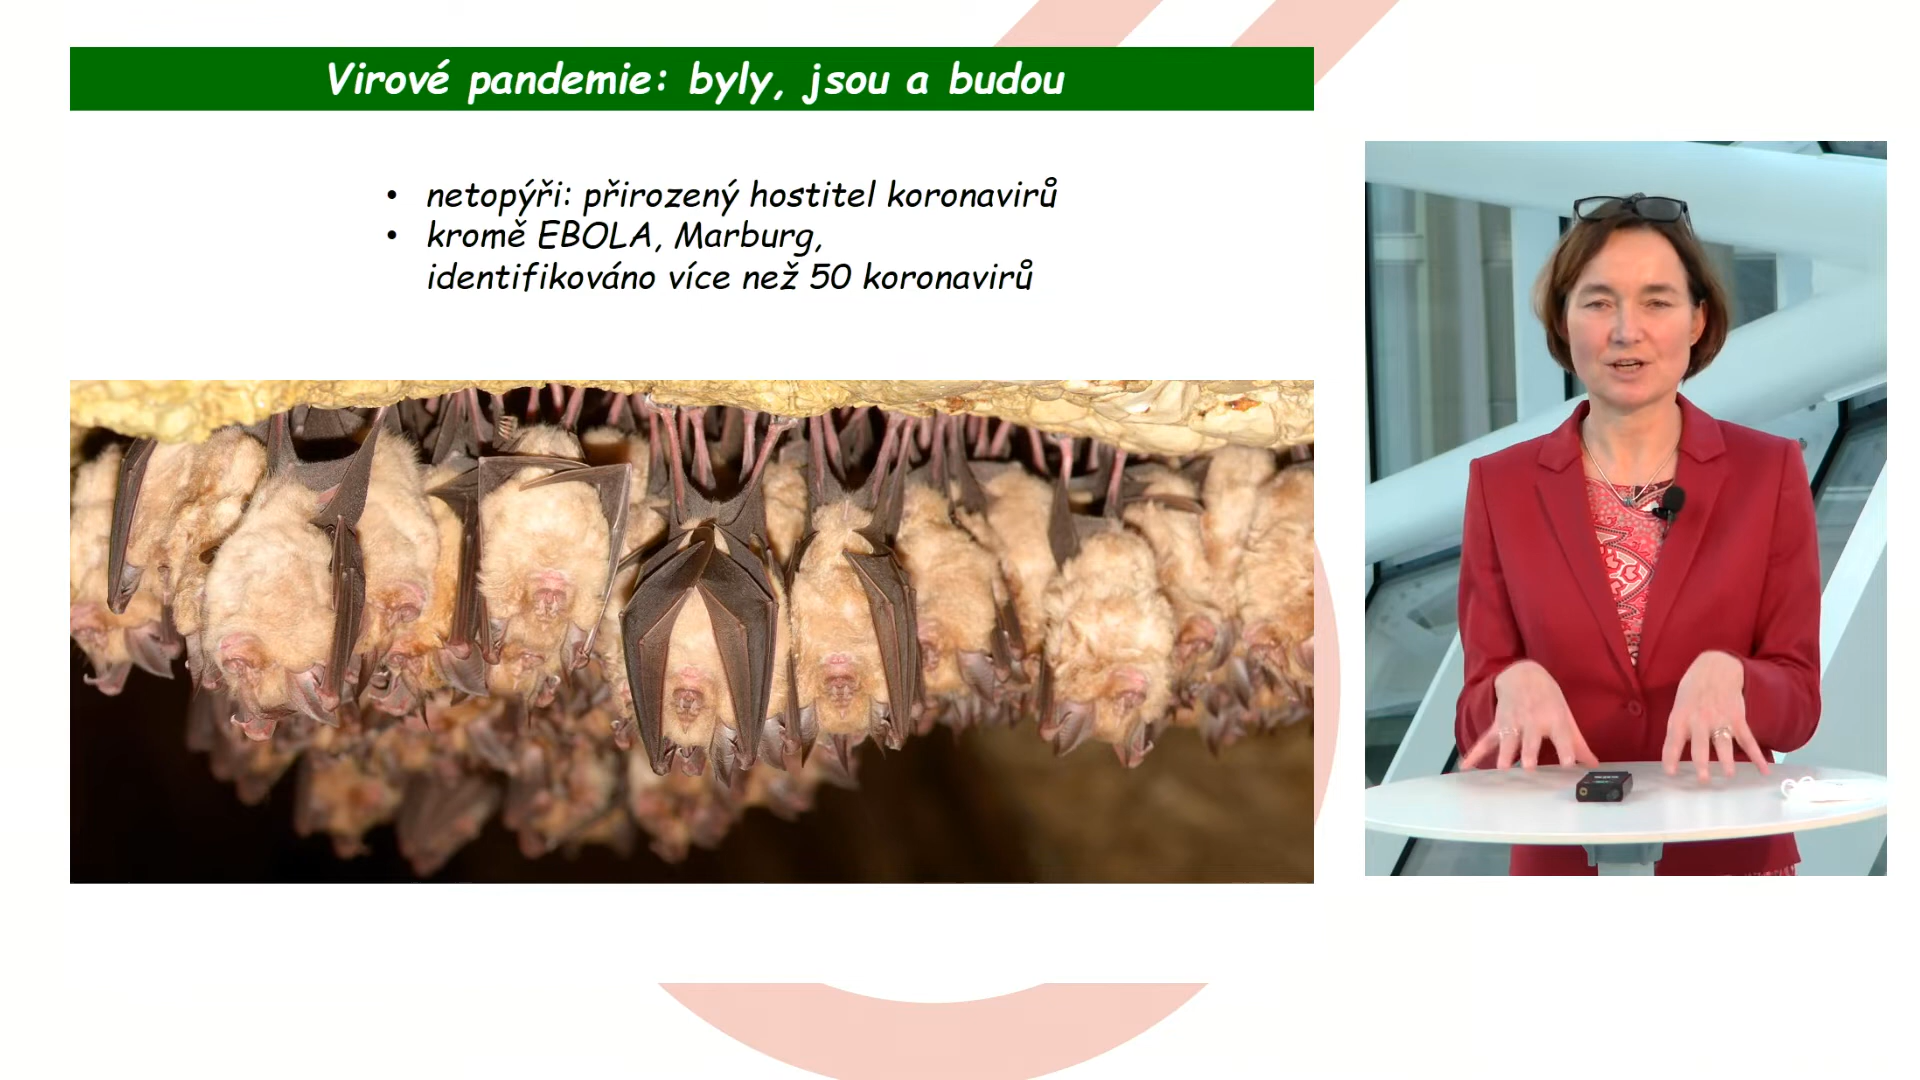 Virové pandemie: byly, jsou a budou
• netopýři: přirozený hostitel koronavirů
• kromě EBOLA, Marburg,
identifikováno více než 50 koronavirů